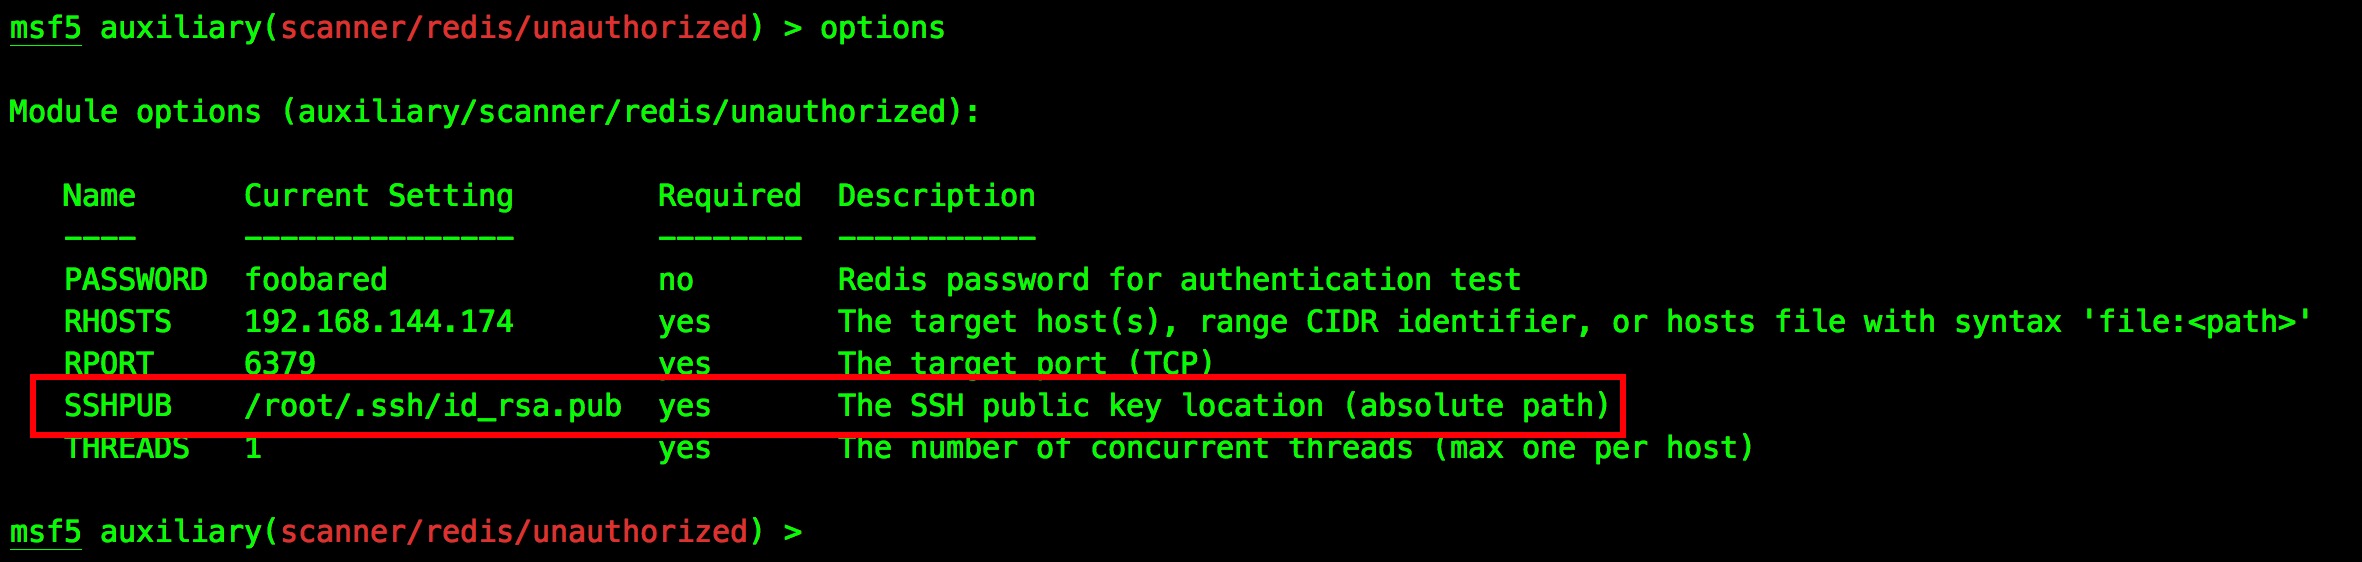 msf5 auxiliary(scanner/redis/unauthorized) > options
Module options (auxiliary/scanner/redis/unauthorized):
Name Current Setting Required Description
---- --------------- -------- -----------
PASSWORD foobared no Redis password for authentication test
RHOSTS 192.168.144.174 yes The target host(s), range CIDR identifier, or hosts file with syntax 'file:<path>'
RPORT 6379 yes The target port (TCP)
SSHPUB /root/.ssh/id_rsa.pub yes The SSH public key location (absolute path)
THREADS 1 yes The number of concurrent threads (max one per host)
msf5 auxiliary(scanner/redis/unauthorized) >